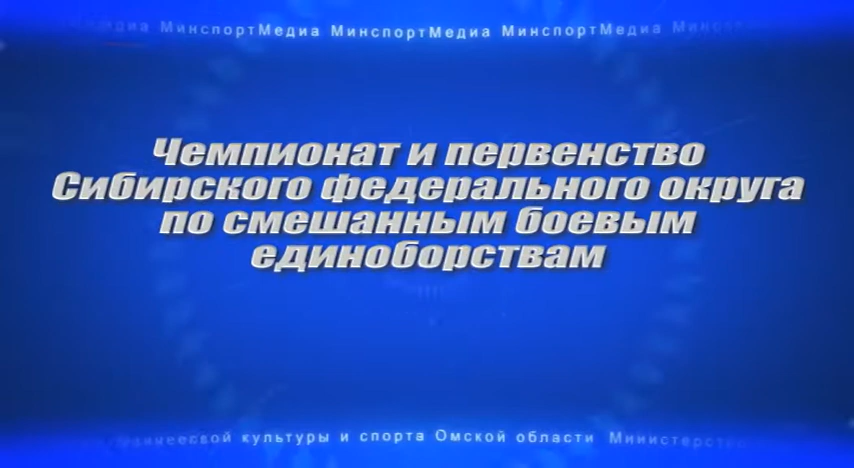 МинспортМедиа МинспортМедиа МинспортМедиа
Чемпионат и первенство
Сибирского федерального округа
по смешанным боевым
единоборствам
культуры и спорта Омской области